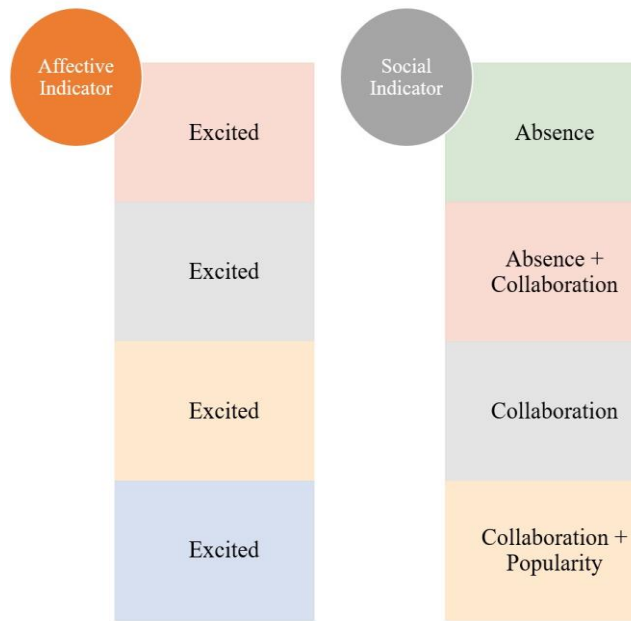 Affective
Indicator
Excited
Excited
Excited
Excited
Social
Indicator
Absence
Absence +
Collaboration
Collaboration
Collaboration +
Popularity